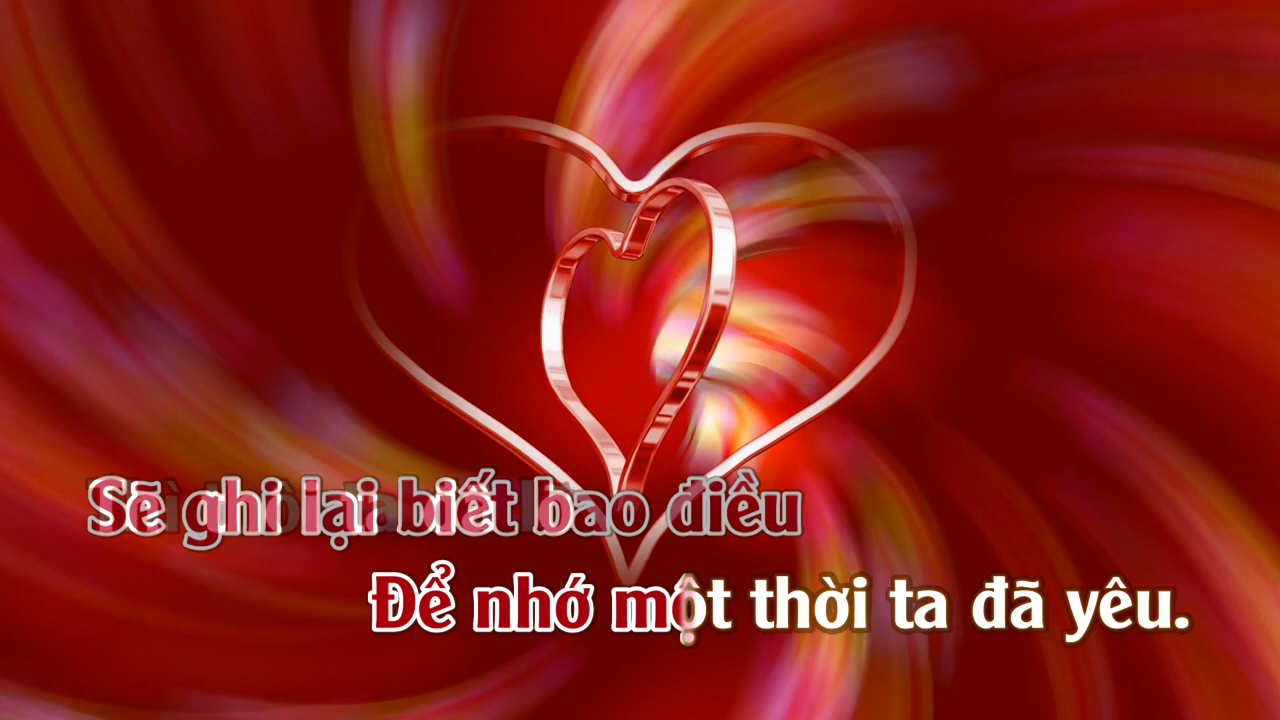 Sẽ ghi lại biết bao điều
Để nhớ một thời ta đã yêu.